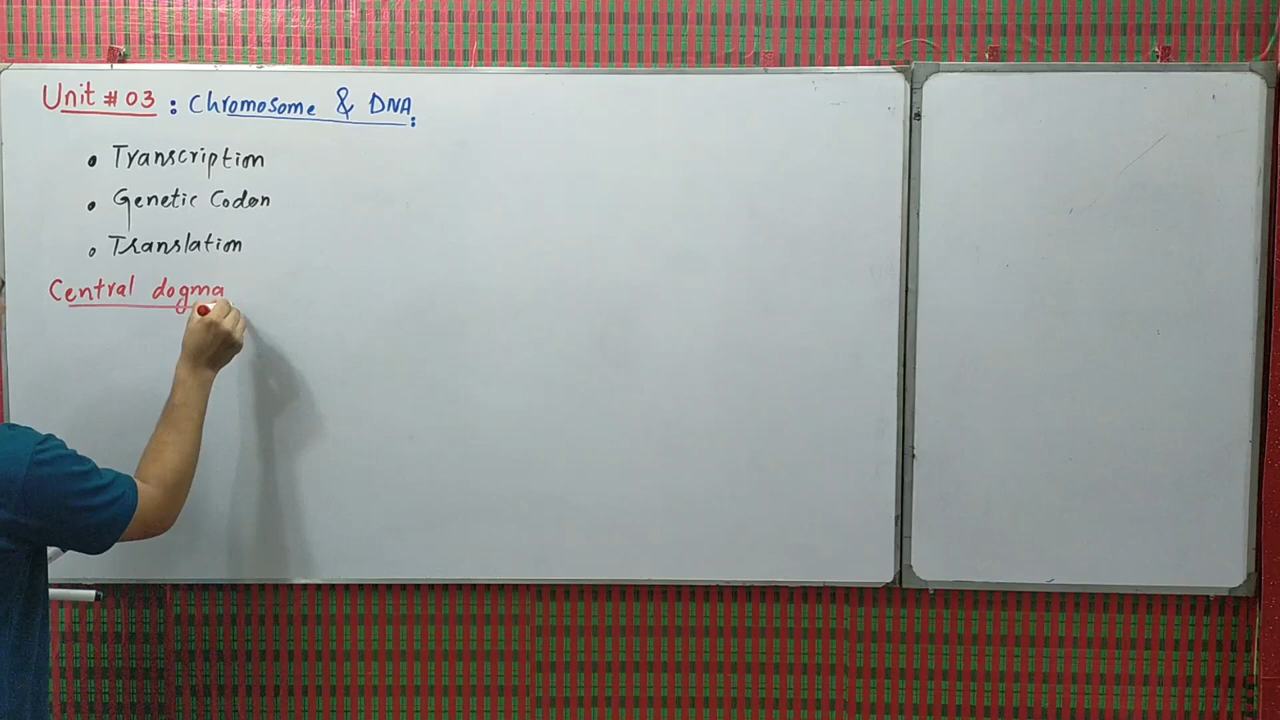 Unit # 03 : Chromosome & DNA:
• Transcription
• Genetic Codon
• Translation
Central dogma